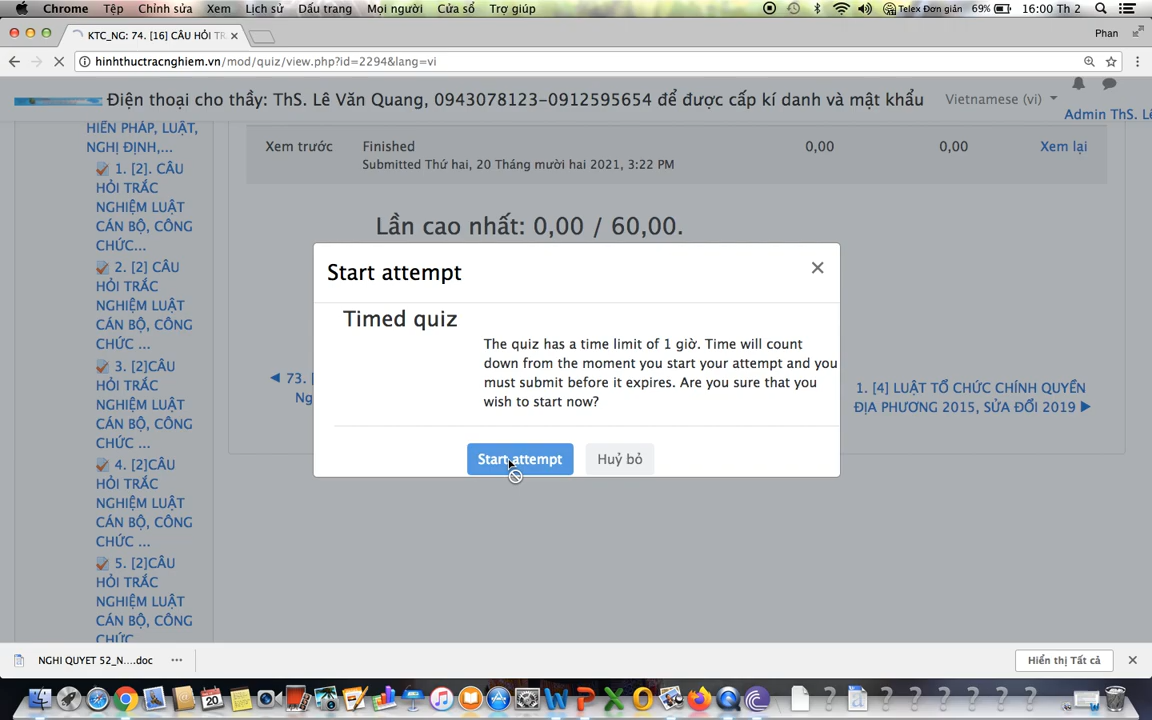 Chrome Tệp Chỉnh sửa Xem Lịch sử Dấu trang Mọi người Cửa sổ Trợ giúp Telex Đơn giản 69% 16:00 Th 2
KTC_NG: 74. [16] CÂU HỎI TR
Phan
hinhthuctracnghiem.vn/mod/quiz/view.php?id=2294&lang=vi
Điện thoại cho thầy: ThS. Lê Văn Quang, 0943078123-0912595654 để được cấp kí danh và mật khẩu
Vietnamese (vi)
Admin ThS. Lê
HIẾN PHÁP, LUẬT,
NGHỊ ĐỊNH,...
1. [2]. CÂU
HỎI TRẮC
NGHIỆM LUẬT
CÁN BỘ, CÔNG
CHỨC...
2. [2] CÂU
HỎI TRẮC
NGHIỆM LUẬT
CÁN BỘ, CÔNG
CHỨC ...
3. [2]CÂU
HỎI TRẮC
NGHIỆM LUẬT
CÁN BỘ, CÔNG
CHỨC ...
4. [2]CÂU
HỎI TRẮC
NGHIỆM LUẬT
CÁN BỘ, CÔNG
CHỨC ...
5. [2]CÂU
HỎI TRẮC
NGHIỆM LUẬT
CÁN BỘ, CÔNG
CHỨC
Xem trước Finished 0,00 0,00 Xem lại
Submitted Thứ hai, 20 Tháng mười hai 2021, 3:22 PM
Lần cao nhất: 0,00 / 60,00.
Start attempt
Timed quiz
The quiz has a time limit of 1 giờ. Time will count
down from the moment you start your attempt and you
must submit before it expires. Are you sure that you
wish to start now?
Start attempt Huỷ bỏ
◀ 73. [
Ng
1. [4] LUẬT TỔ CHỨC CHÍNH QUYỀN
ĐỊA PHƯƠNG 2015, SỬA ĐỔI 2019 ▶
NGHI QUYET 52_N....doc
Hiển thị Tất cả